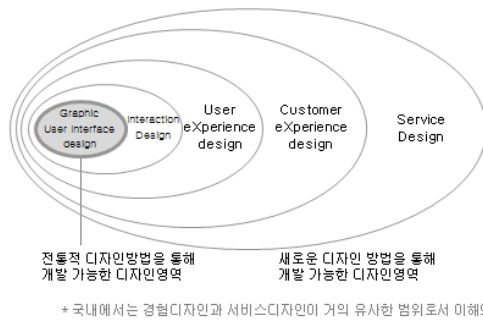 Graphic
User Interface
design
Interaction
Design
User
eXperience
design
Customer
eXperience
design
Service
Design
전통적 디자인방법을 통해
개발 가능한 디자인영역
새로운 디자인 방법을 통해
개발 가능한 디자인영역
* 국내에서는 경험디자인과 서비스디자인이 거의 유사한 범위로서